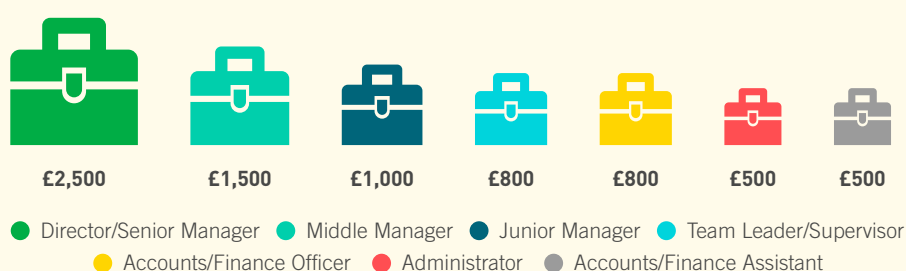 £2,500 £1,500 £1,000 £800 £800 £500 £500
Director/Senior Manager Middle Manager Junior Manager Team Leader/Supervisor
Accounts/Finance Officer Administrator Accounts/Finance Assistant